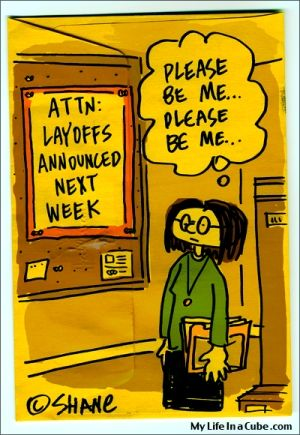 ATTN:
LAYOFFS
ANNOUNCED
NEXT
WEEK
PLEASE
BE ME...
PLEASE
BE ME...
©SHANE
My Life In a Cube.com